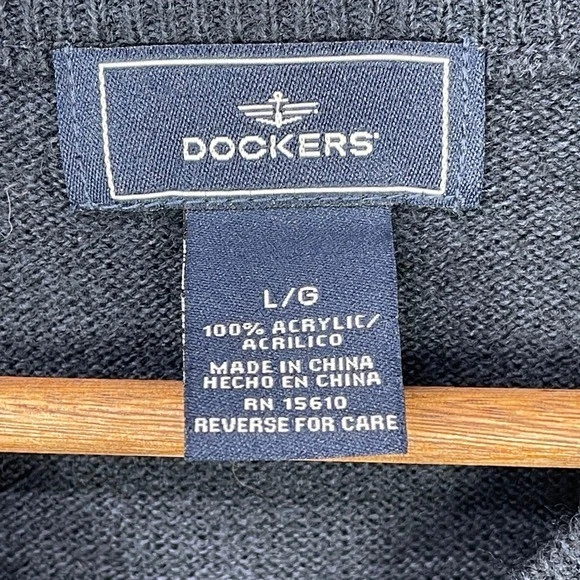 DOCKERS
L/G
100% ACRYLIC/
ACRILICO
MADE IN CHINA
HECHO EN CHINA
RN 15610
REVERSE FOR CARE